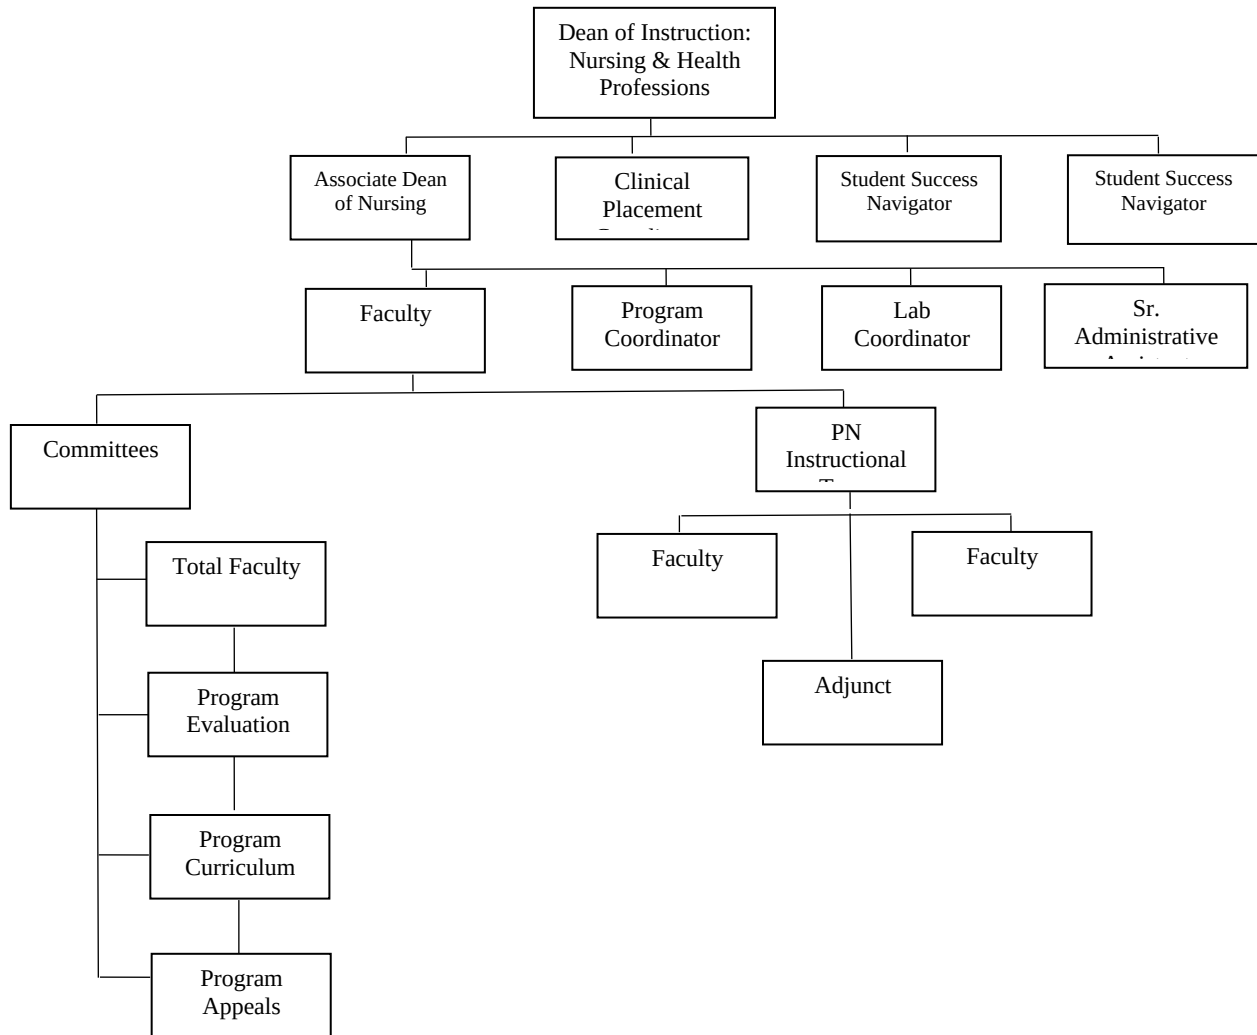 Dean of Instruction:
Nursing & Health
Professions
Associate Dean
of Nursing
Clinical
Placement
Student Success
Navigator
Student Success
Navigator
Faculty
Program
Coordinator
Lab
Coordinator
Sr.
Administrative
Committees
PN
Instructional
Total Faculty
Faculty
Faculty
Adjunct
Program
Evaluation
Program
Curriculum
Program
Appeals